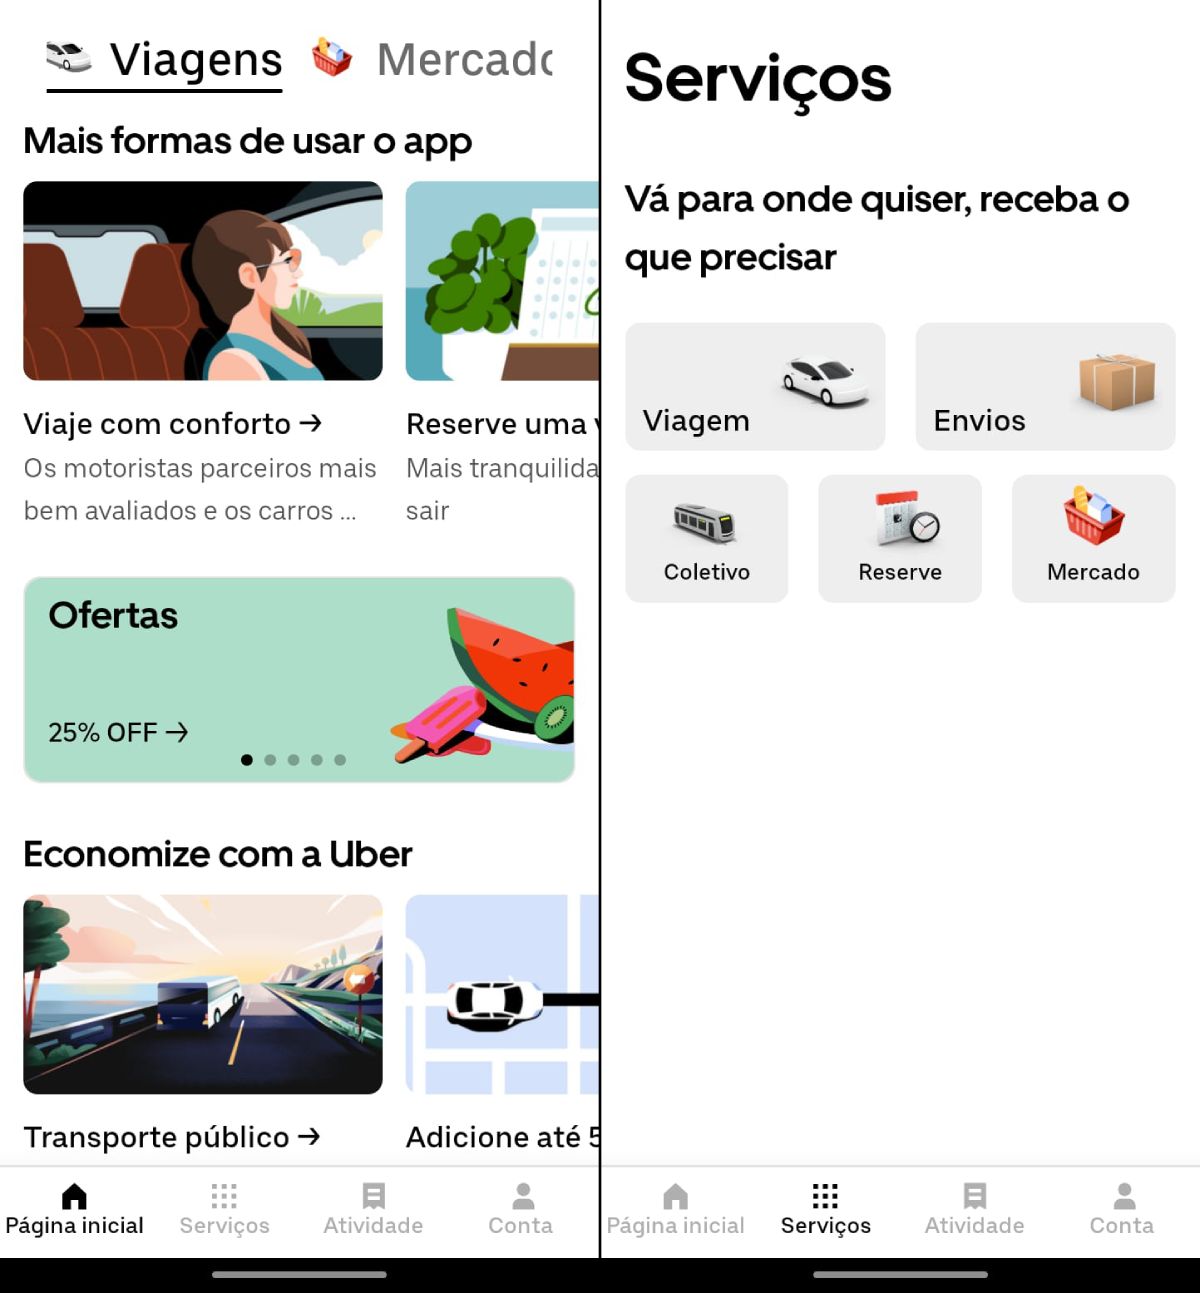 Viagens
Mercado
Mais formas de usar o app
Viaje com conforto →
Os motoristas parceiros mais
bem avaliados e os carros ...
Reserve uma
Mais tranquilida
sair
Ofertas
25% OFF →
Economize com a Uber
Transporte público →
Adicione até 5
Página inicial
Serviços
Atividade
Conta
Serviços
Vá para onde quiser, receba o
que precisar
Viagem
Envios
Coletivo
Reserve
Mercado
Página inicial
Serviços
Atividade
Conta